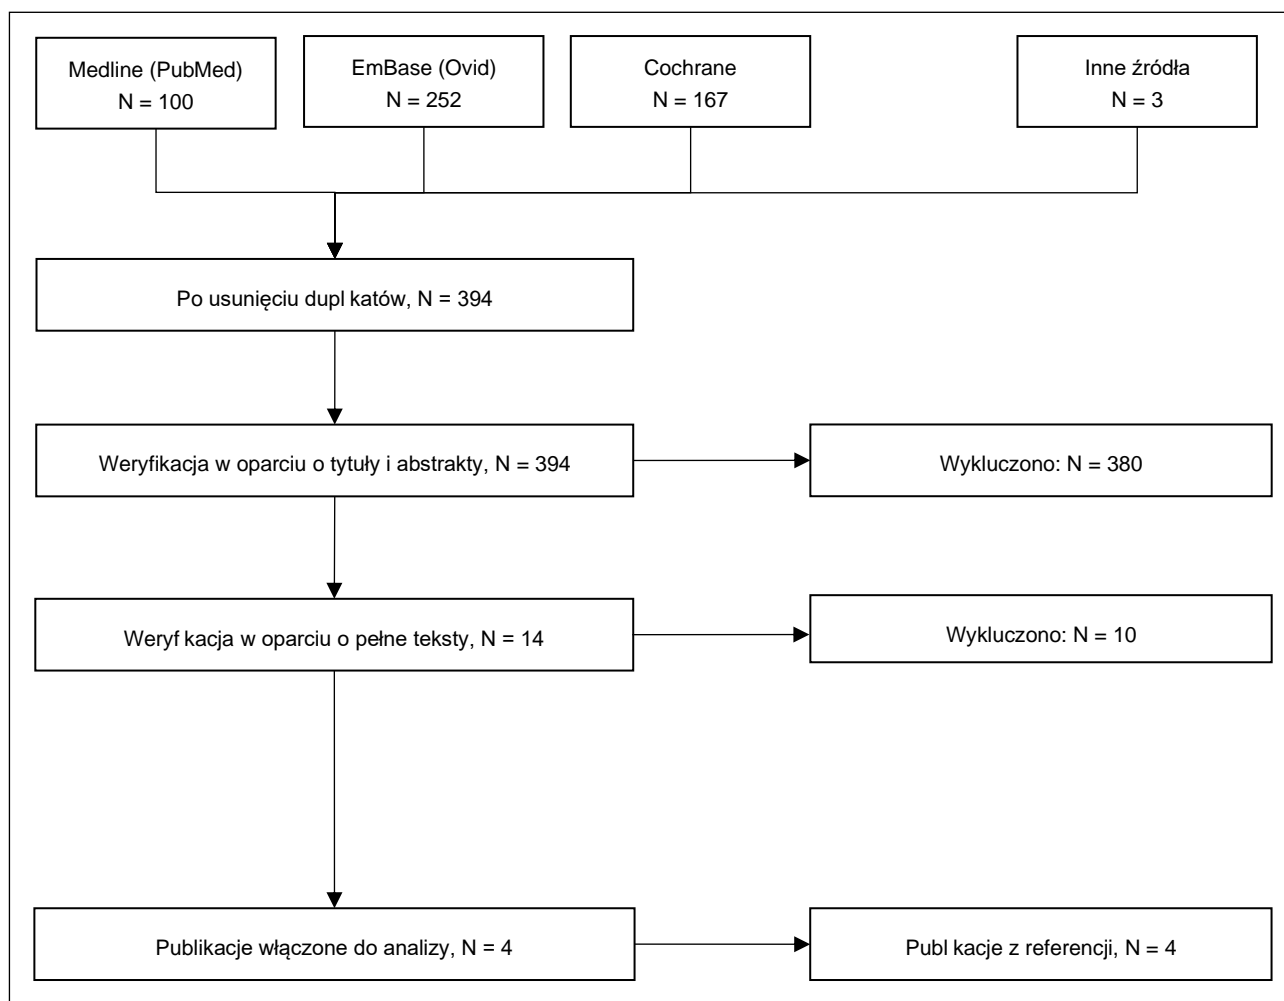 Medline (PubMed)
N = 100
EmBase (Ovid)
N = 252
Cochrane
N = 167
Inne źródła
N = 3
Po usunięciu dupl katów, N = 394
Weryfikacja w oparciu o tytuły i abstrakty, N = 394
Wykluczono: N = 380
Weryf kacja w oparciu o pełne teksty, N = 14
Wykluczono: N = 10
Publikacje włączone do analizy, N = 4
Publ kacje z referencji, N = 4